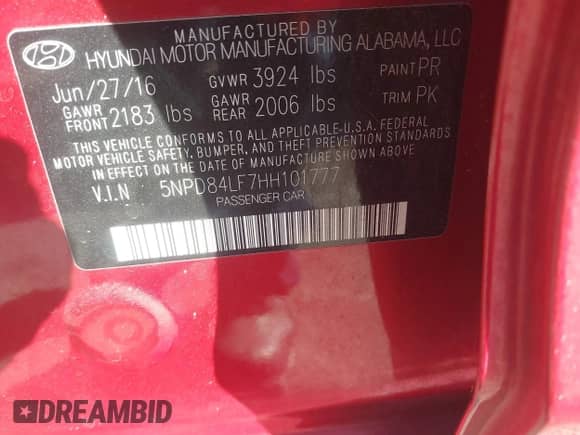 MANUFACTURED BY
HYUNDAI MOTOR MANUFACTURING ALABAMA, LLC
Jun/27/16 GVWR 3924 lbs PAINT PR
GAWR FRONT 2183 lbs GAWR REAR 2006 lbs TRIM PK
THIS VEHICLE CONFORMS TO ALL APPLICABLE-U.S.A. FEDERAL
MOTOR VEHICLE SAFETY, BUMPER, AND THEFT PREVENTION STANDARDS
IN EFFECT ON THE DATE OF MANUFACTURE SHOWN ABOVE
V.I.N 5NPD84LF7HH101777
PASSENGER CAR
DREAMBID